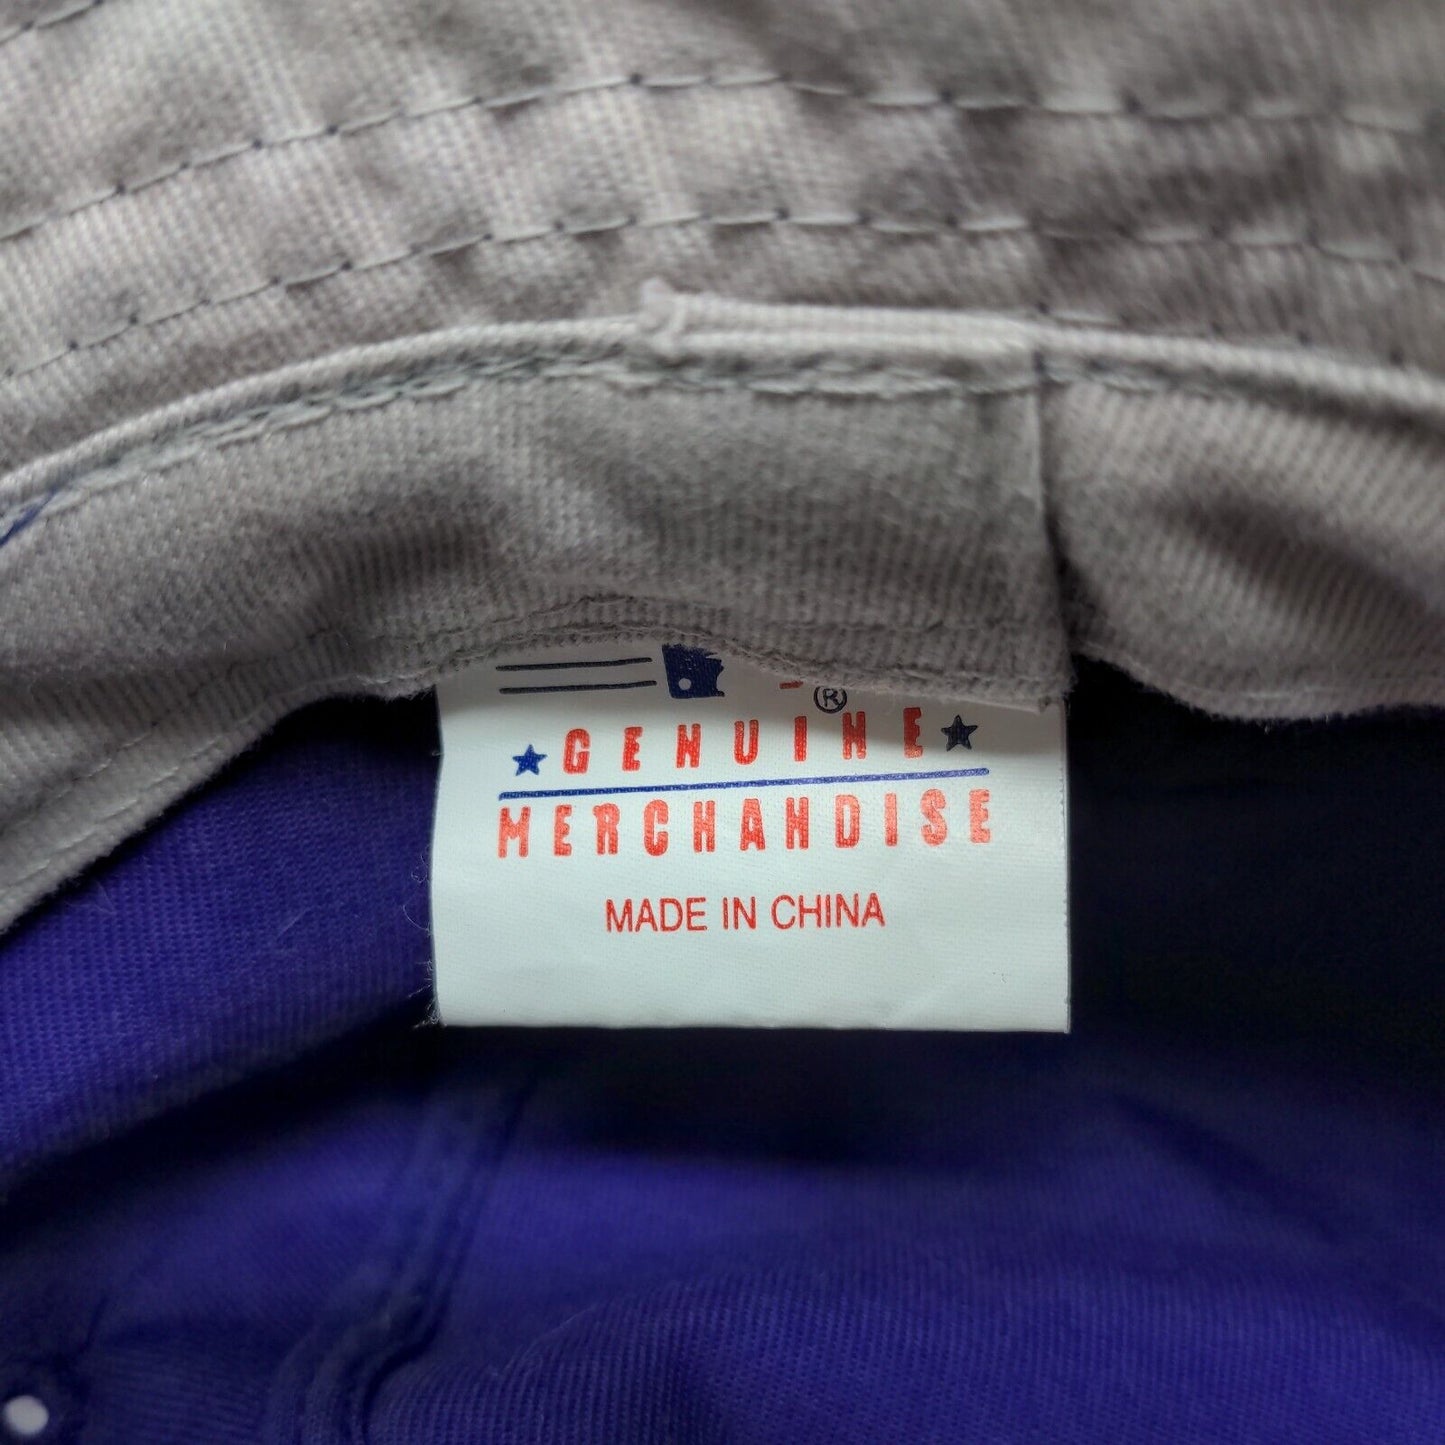 ®
★ GENUINE ★
MERCHANDISE
MADE IN CHINA